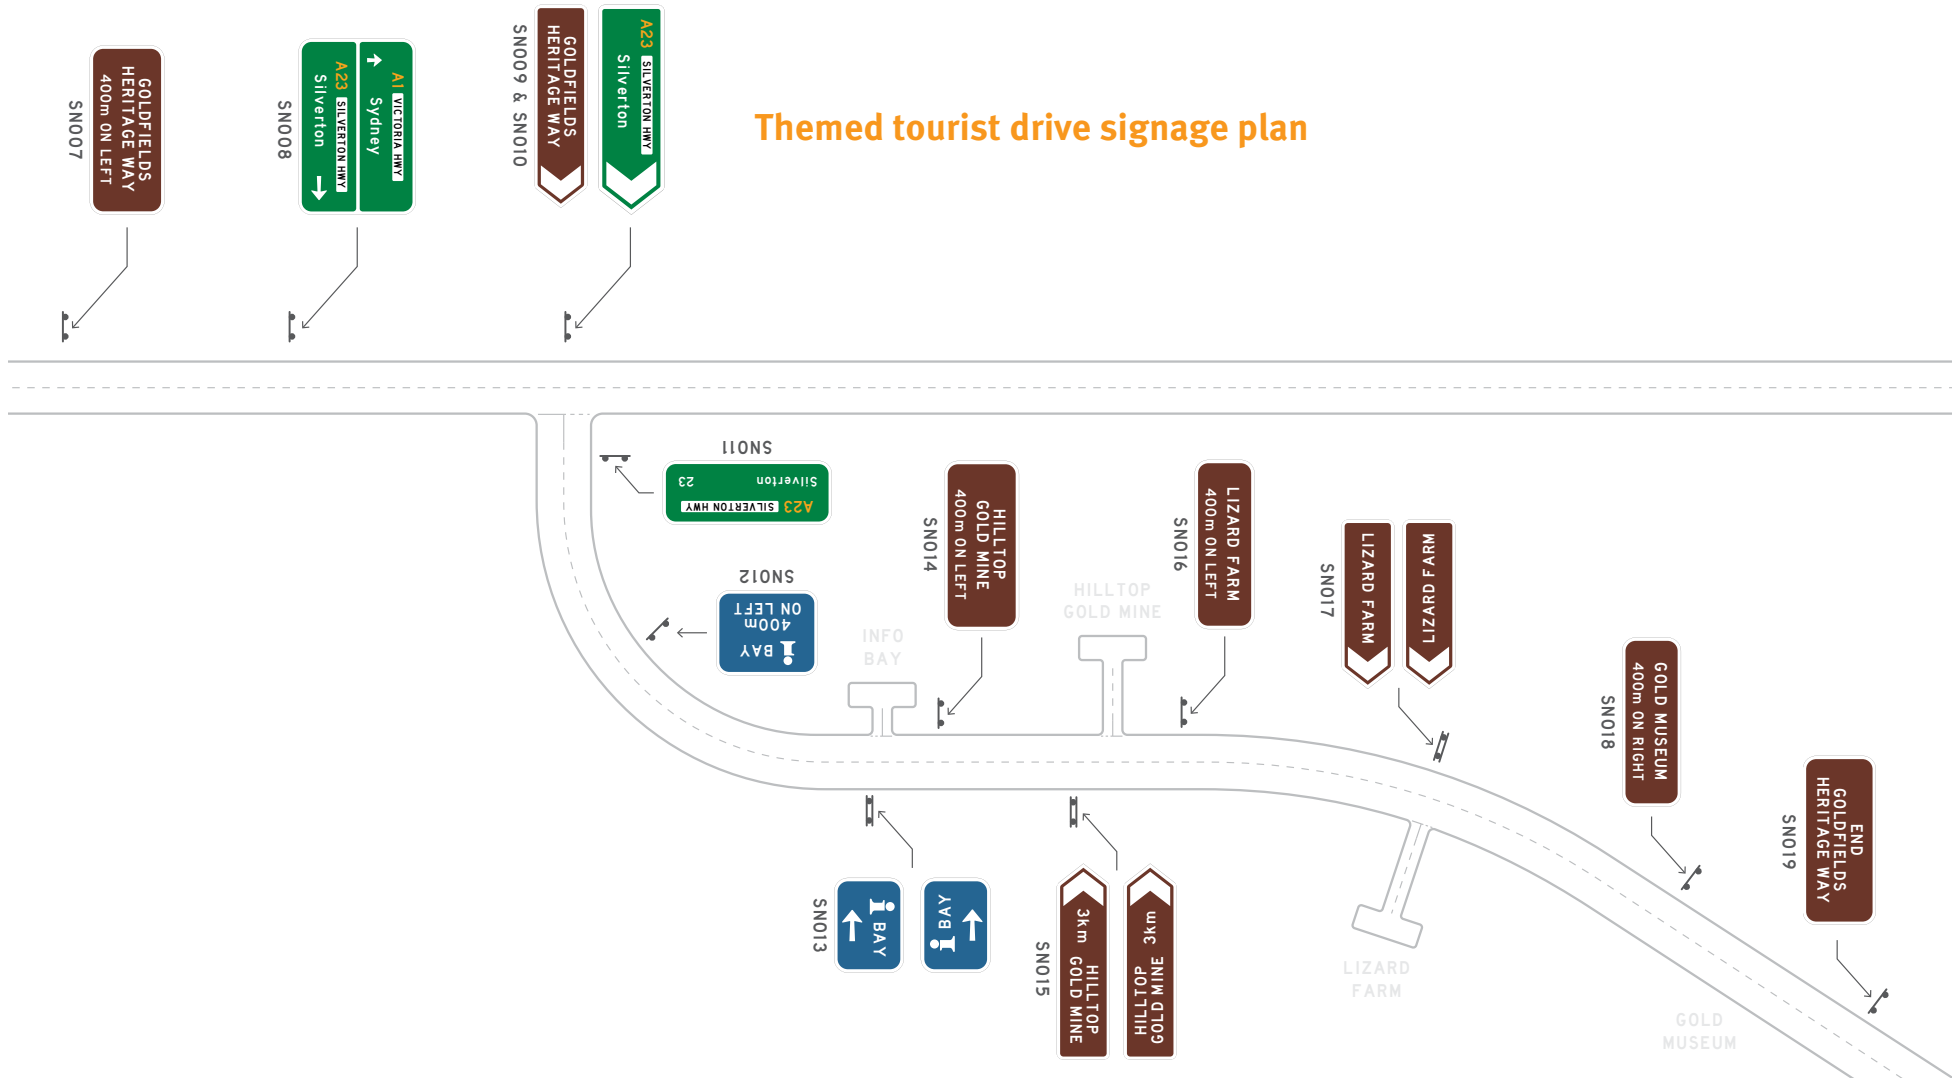 Themed tourist drive signage plan
GOLDFIELDS
HERITAGE WAY
400m ON LEFT
SN007
A1 VICTORIA HWY
Sydney
A23 SILVERTON HWY
Silverton
SN008
A23 SILVERTON HWY
Silverton
GOLDFIELDS
HERITAGE WAY
SN009 & SN010
SN011
A23 SILVERTON HWY
Silverton 23
SN012
i BAY
400m
ON LEFT
INFO
BAY
i BAY
i BAY
SN013
HILLTOP
GOLD MINE
400m ON LEFT
SN014
HILLTOP
GOLD MINE
HILLTOP
GOLD MINE 3km
3km HILLTOP
GOLD MINE
SN015
LIZARD FARM
400m ON LEFT
SN016
LIZARD FARM
LIZARD FARM
SN017
LIZARD
FARM
GOLD MUSEUM
400m ON RIGHT
SN018
GOLD
MUSEUM
END
GOLDFIELDS
HERITAGE WAY
SN019